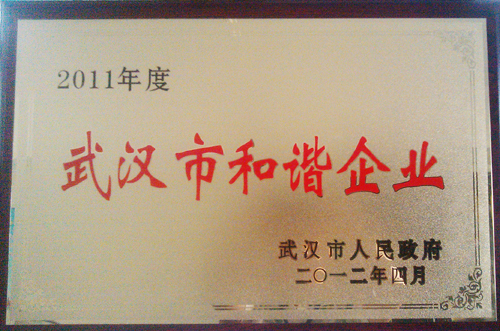 2011年度
武汉市和谐企业
武汉市人民政府
二〇一二年四月